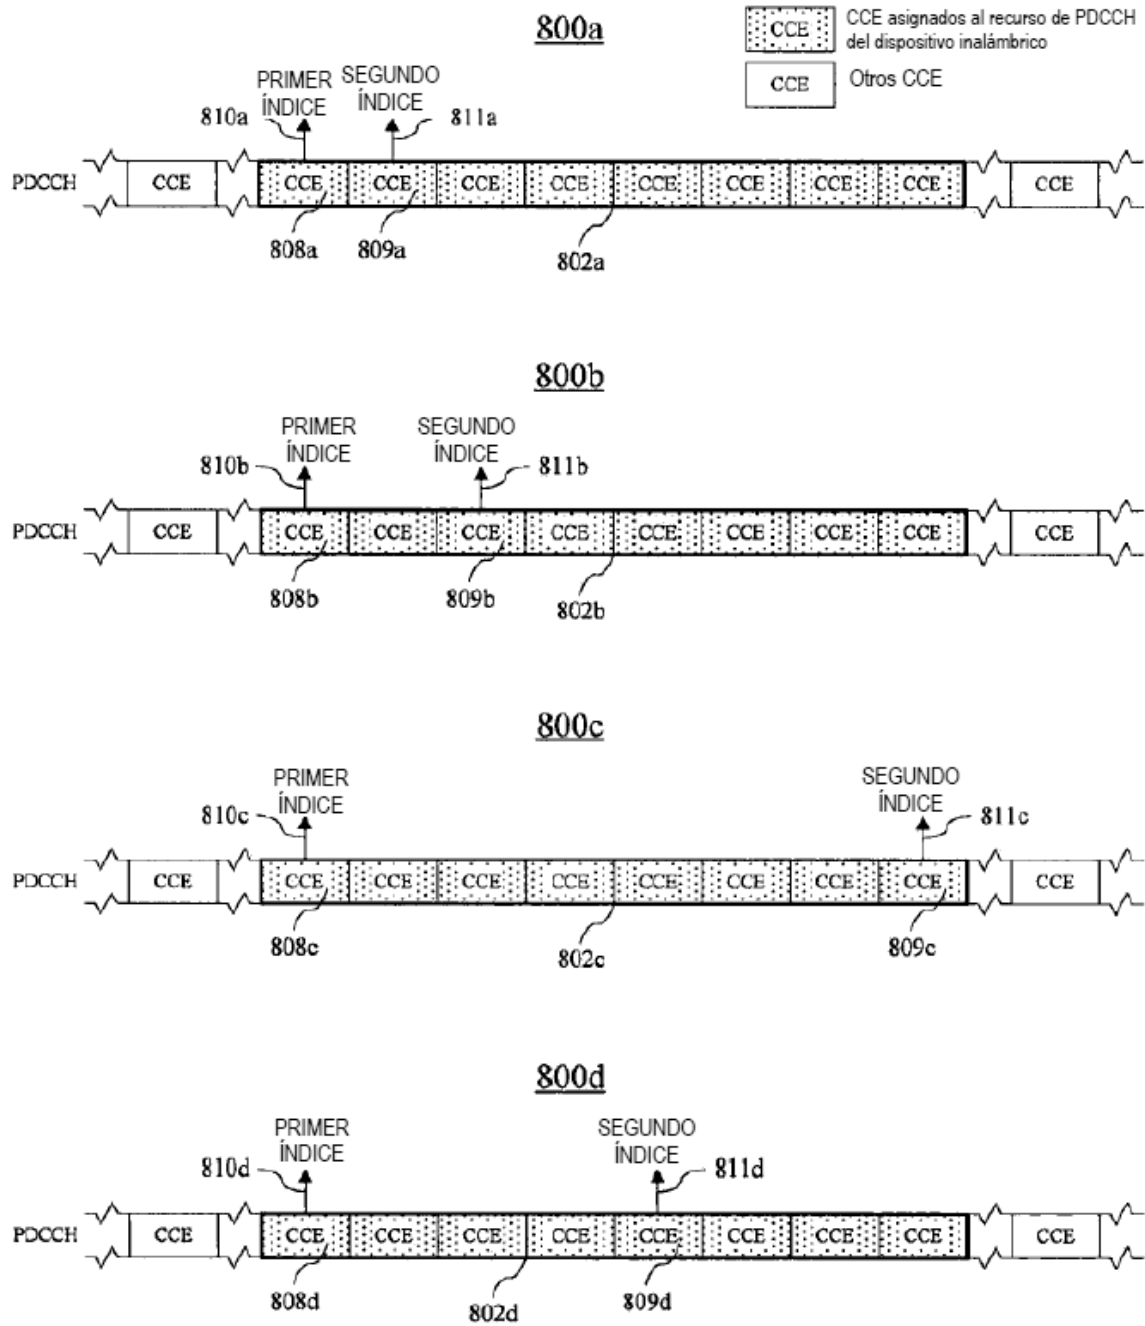 800a
CCE CCE asignados al recurso de PDCCH
del dispositivo inalámbrico
CCE Otros CCE
PRIMER
ÍNDICE
SEGUNDO
ÍNDICE
810a 811a
PDCCH CCE CCE CCE CCE CCE CCE CCE CCE CCE CCE
808a 809a 802a
800b
PRIMER
ÍNDICE
SEGUNDO
ÍNDICE
810b 811b
PDCCH CCE CCE CCE CCE CCE CCE CCE CCE CCE CCE
808b 809b 802b
800c
PRIMER
ÍNDICE
SEGUNDO
ÍNDICE
810c 811c
PDCCH CCE CCE CCE CCE CCE CCE CCE CCE CCE CCE
808c 802c 809c
800d
PRIMER
ÍNDICE
SEGUNDO
ÍNDICE
810d 811d
PDCCH CCE CCE CCE CCE CCE CCE CCE CCE CCE CCE
808d 802d 809d